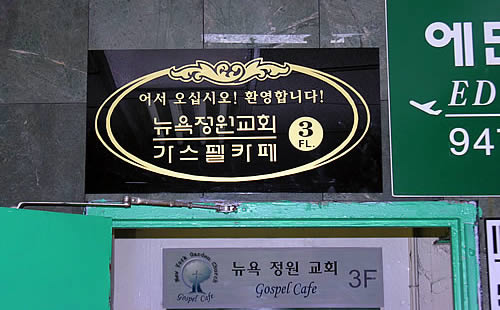 어서 오십시오! 환영합니다!
뉴욕정원교회
가스펠카페
3
FL.
에
ED
947
New York Garden Church
Gospel Cafe
뉴욕 정원 교회
Gospel Cafe
3F